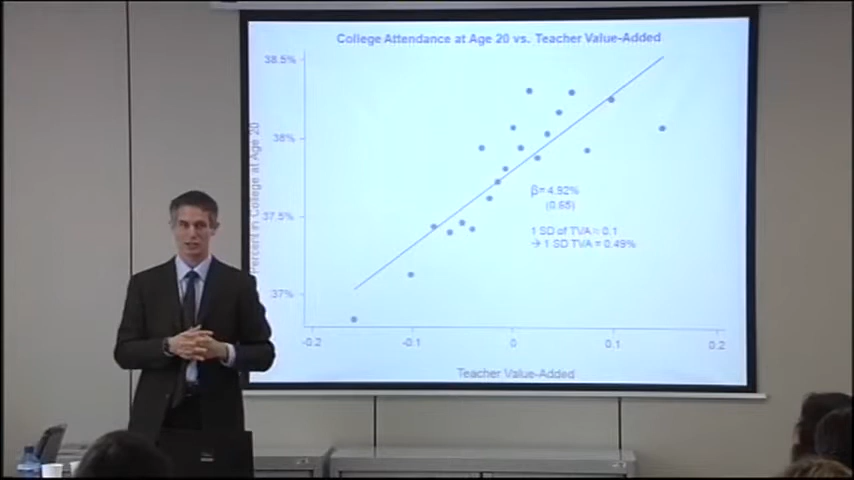 College Attendance at Age 20 vs. Teacher Value-Added
Percent in College at Age 20
38.5%
38%
37.5%
37%
β = 4.92%
(0.65)
1 SD of TVA = 0.1
→ 1 SD TVA = 0.49%
-0.2
-0.1
0
0.1
0.2
Teacher Value-Added